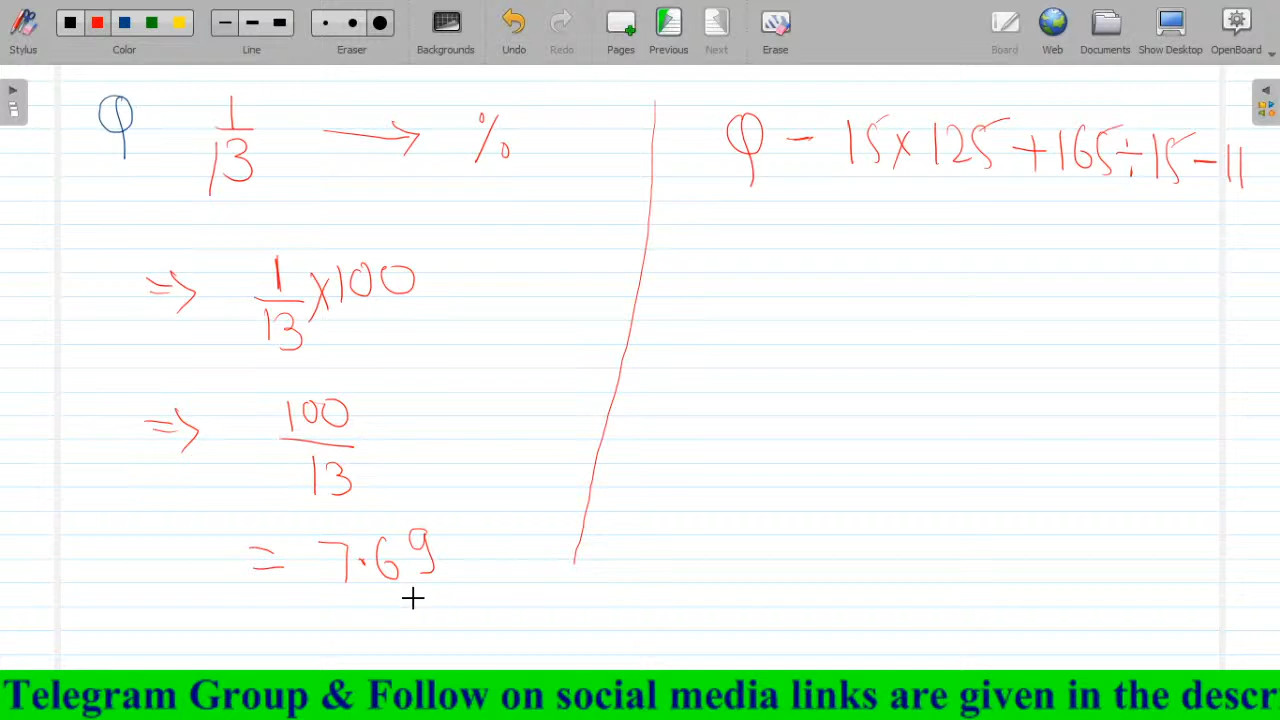 Stylus Color Line Eraser Backgrounds Undo Redo Pages Previous Next Erase Board Web Documents Show Desktop OpenBoard
Q 1/13 → %
⇒ 1/13 × 100
⇒ 100/13
= 7.69
Q - 15 × 125 + 165 ÷ 15 - 11
Telegram Group & Follow on social media links are given in the descr